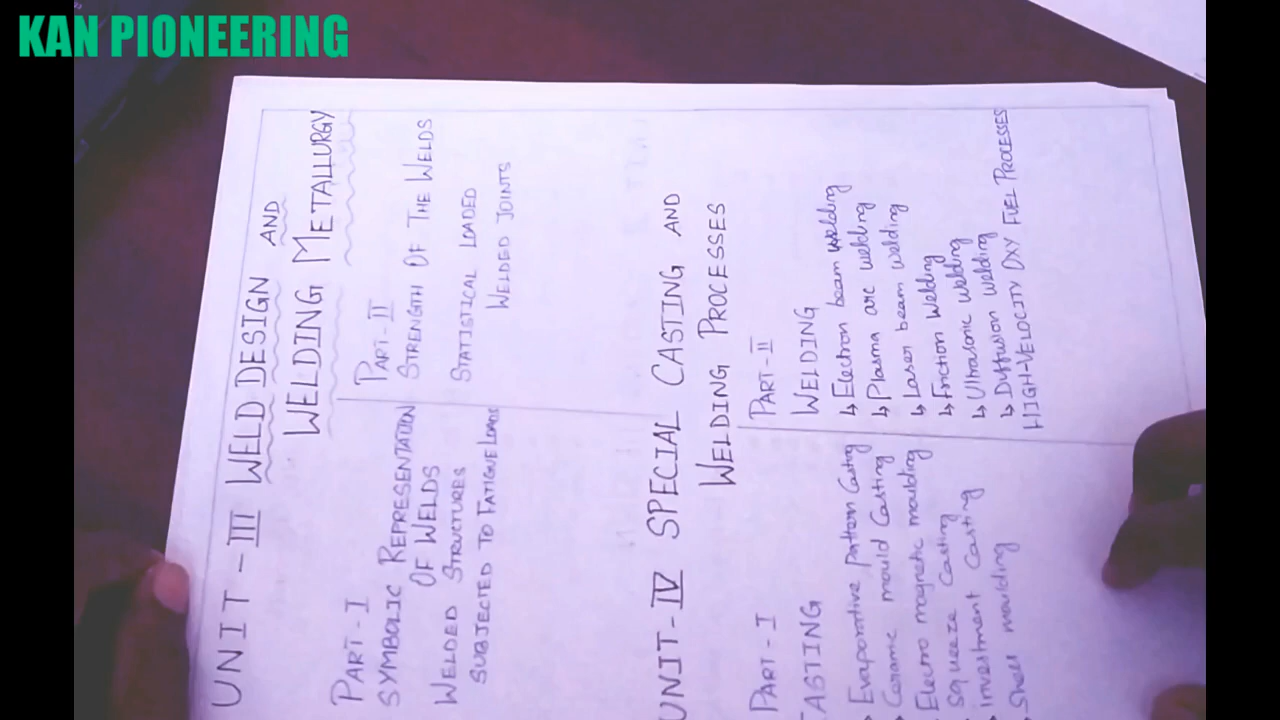 KAN PIONEERING
UNIT-III WELD DESIGN AND
WELDING METALLURGY
PART-I
SYMBOLIC REPRESENTATION
OF WELDS
WELDED STRUCTURES
SUBJECTED TO FATIGUE LOADS
PART-II
STRENGTH OF THE WELDS
STATISTICAL LOADED
WELDED JOINTS
UNIT-IV SPECIAL CASTING AND
WELDING PROCESSES
PART-I
CASTING
Evaporative Pattern Casting
Ceramic mould Casting
Electro magnetic moulding
Squeeze Casting
Investment Casting
Shell moulding
PART-II
WELDING
↳ Electron beam welding
↳ Plasma arc welding
↳ Laser beam welding
↳ Friction Welding
↳ Ultrasonic welding
↳ Diffusion welding
HIGH-VELOCITY OXY FUEL PROCESSES